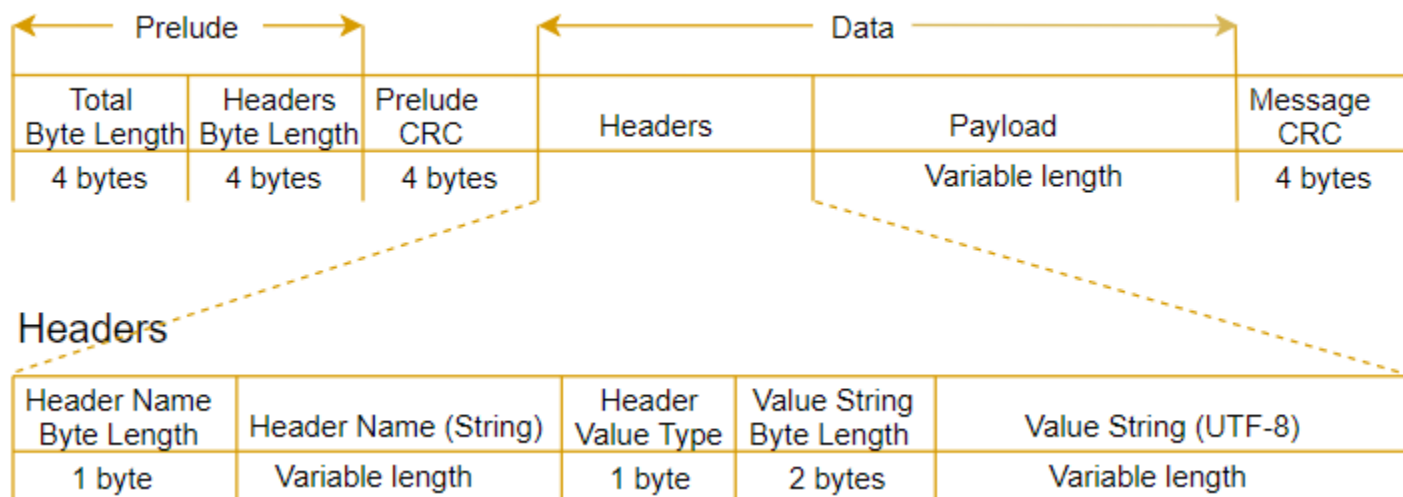 Prelude
Data
Total
Byte Length
Headers
Byte Length
Prelude
CRC
Headers
Payload
Message
CRC
4 bytes
4 bytes
4 bytes
Variable length
4 bytes
Headers
Header Name
Byte Length
Header Name (String)
Header
Value Type
Value String
Byte Length
Value String (UTF-8)
1 byte
Variable length
1 byte
2 bytes
Variable length